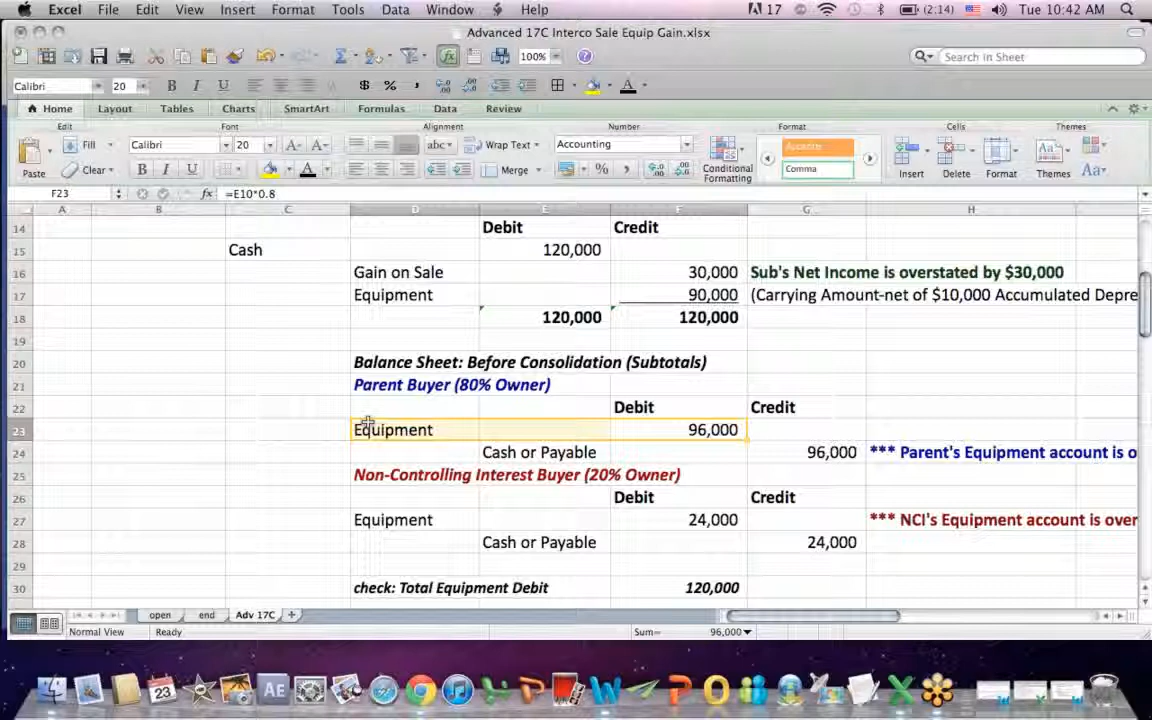 Excel File Edit View Insert Format Tools Data Window Help 17 (2:14) Tue 10:42 AM
Advanced 17C Interco Sale Equip Gain.xlsx
100% Search in Sheet
Calibri 20 B I U $ % A
Home Layout Tables Charts SmartArt Formulas Data Review
Edit Font Alignment Number Format Cells Themes
Fill Calibri 20 A A abc Wrap Text Accounting
Paste Clear B I U A Merge % Conditional Formatting Comma Insert Delete Format Themes Aa
F23 fx =E10*0.8
A B C D E F G H
14 Debit Credit
15 Cash 120,000
16 Gain on Sale 30,000 Sub's Net Income is overstated by $30,000
17 Equipment 90,000 (Carrying Amount-net of $10,000 Accumulated Depre
18 120,000 120,000
19
20 Balance Sheet: Before Consolidation (Subtotals)
21 Parent Buyer (80% Owner)
22 Debit Credit
23 Equipment 96,000
24 Cash or Payable 96,000 *** Parent's Equipment account is o
25 Non-Controlling Interest Buyer (20% Owner)
26 Debit Credit
27 Equipment 24,000 *** NCI's Equipment account is over
28 Cash or Payable 24,000
29
30 check: Total Equipment Debit 120,000
open end Adv 17C
Normal View Ready Sum= 96,000
23 AE